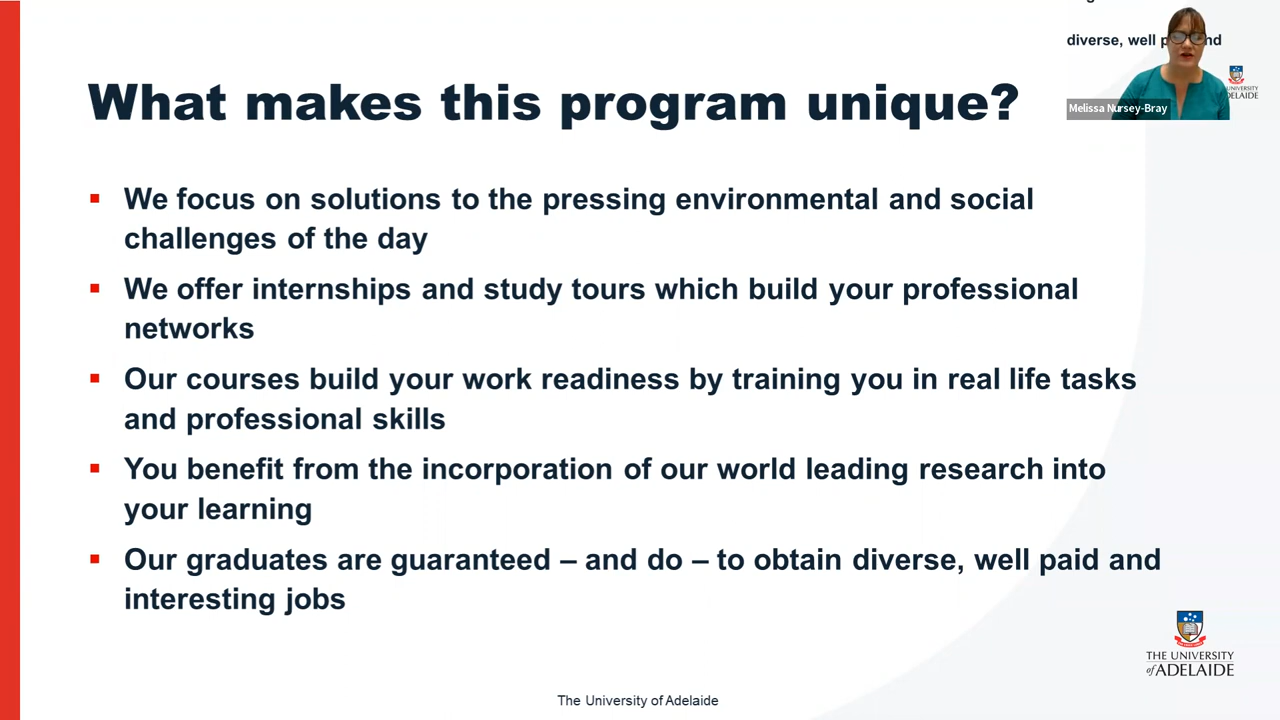 diverse, well
What makes this program unique?
Melissa Nursey-Bray
▪ We focus on solutions to the pressing environmental and social
challenges of the day
▪ We offer internships and study tours which build your professional
networks
▪ Our courses build your work readiness by training you in real life tasks
and professional skills
▪ You benefit from the incorporation of our world leading research into
your learning
▪ Our graduates are guaranteed – and do – to obtain diverse, well paid and
interesting jobs
THE UNIVERSITY
of ADELAIDE
The University of Adelaide